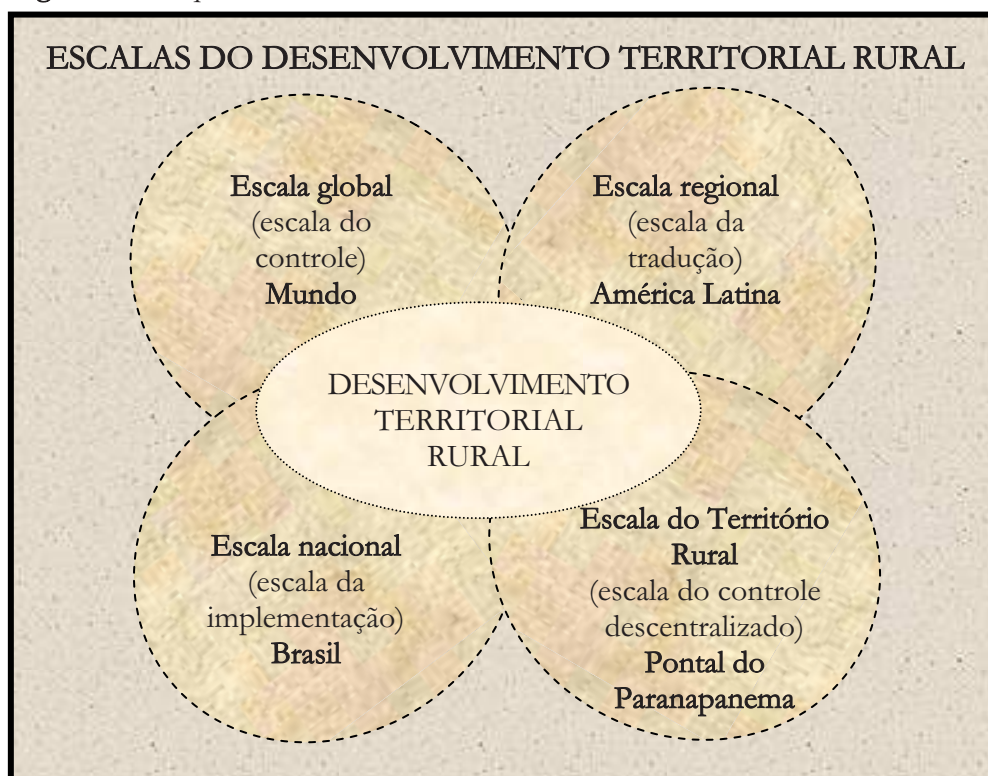 ESCALAS DO DESENVOLVIMENTO TERRITORIAL RURAL
Escala global
(escala do
controle)
Mundo
Escala regional
(escala da
tradução)
América Latina
DESENVOLVIMENTO
TERRITORIAL
RURAL
Escala nacional
(escala da
implementação)
Brasil
Escala do Território
Rural
(escala do controle
descentralizado)
Pontal do
Paranapanema